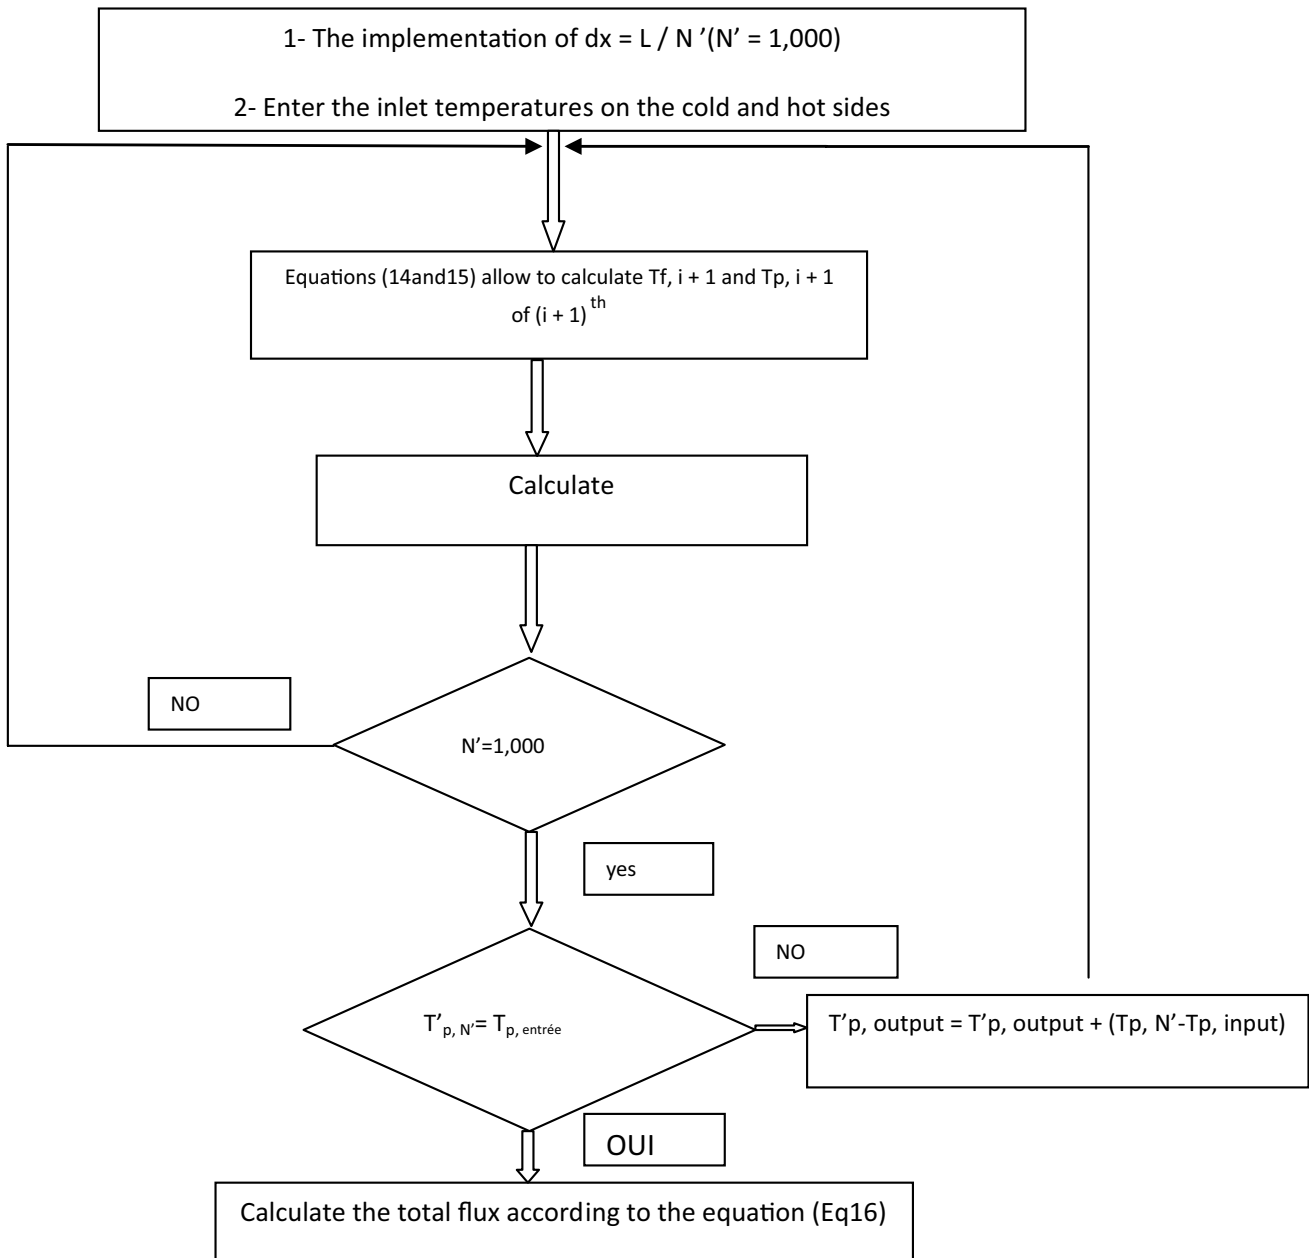 1- The implementation of dx = L / N ’(N’ = 1,000)
2- Enter the inlet temperatures on the cold and hot sides
Equations (14and15) allow to calculate Tf, i + 1 and Tp, i + 1
of (i + 1) th
Calculate
NO
N’=1,000
yes
NO
T’p, N’= Tp, entrée
T’p, output = T’p, output + (Tp, N’-Tp, input)
OUI
Calculate the total flux according to the equation (Eq16)